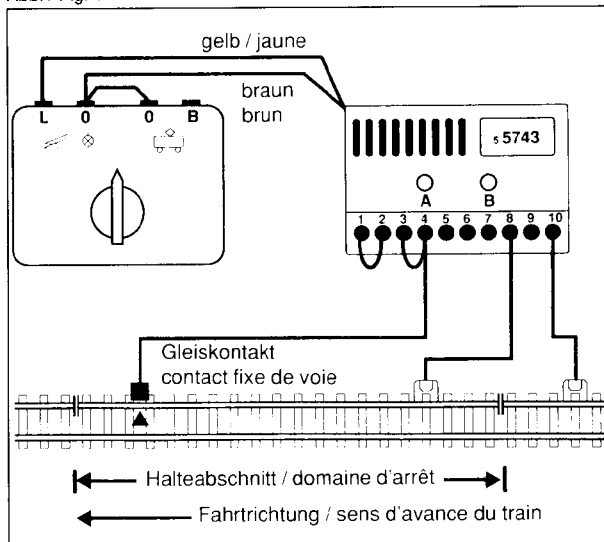 gelb / jaune
braun
brun
L 0 0 B
5 5743
A B
1 2 3 4 5 6 7 8 9 10
Gleiskontakt
contact fixe de voie
Halteabschnitt / domaine d'arrêt
Fahrtrichtung / sens d'avance du train